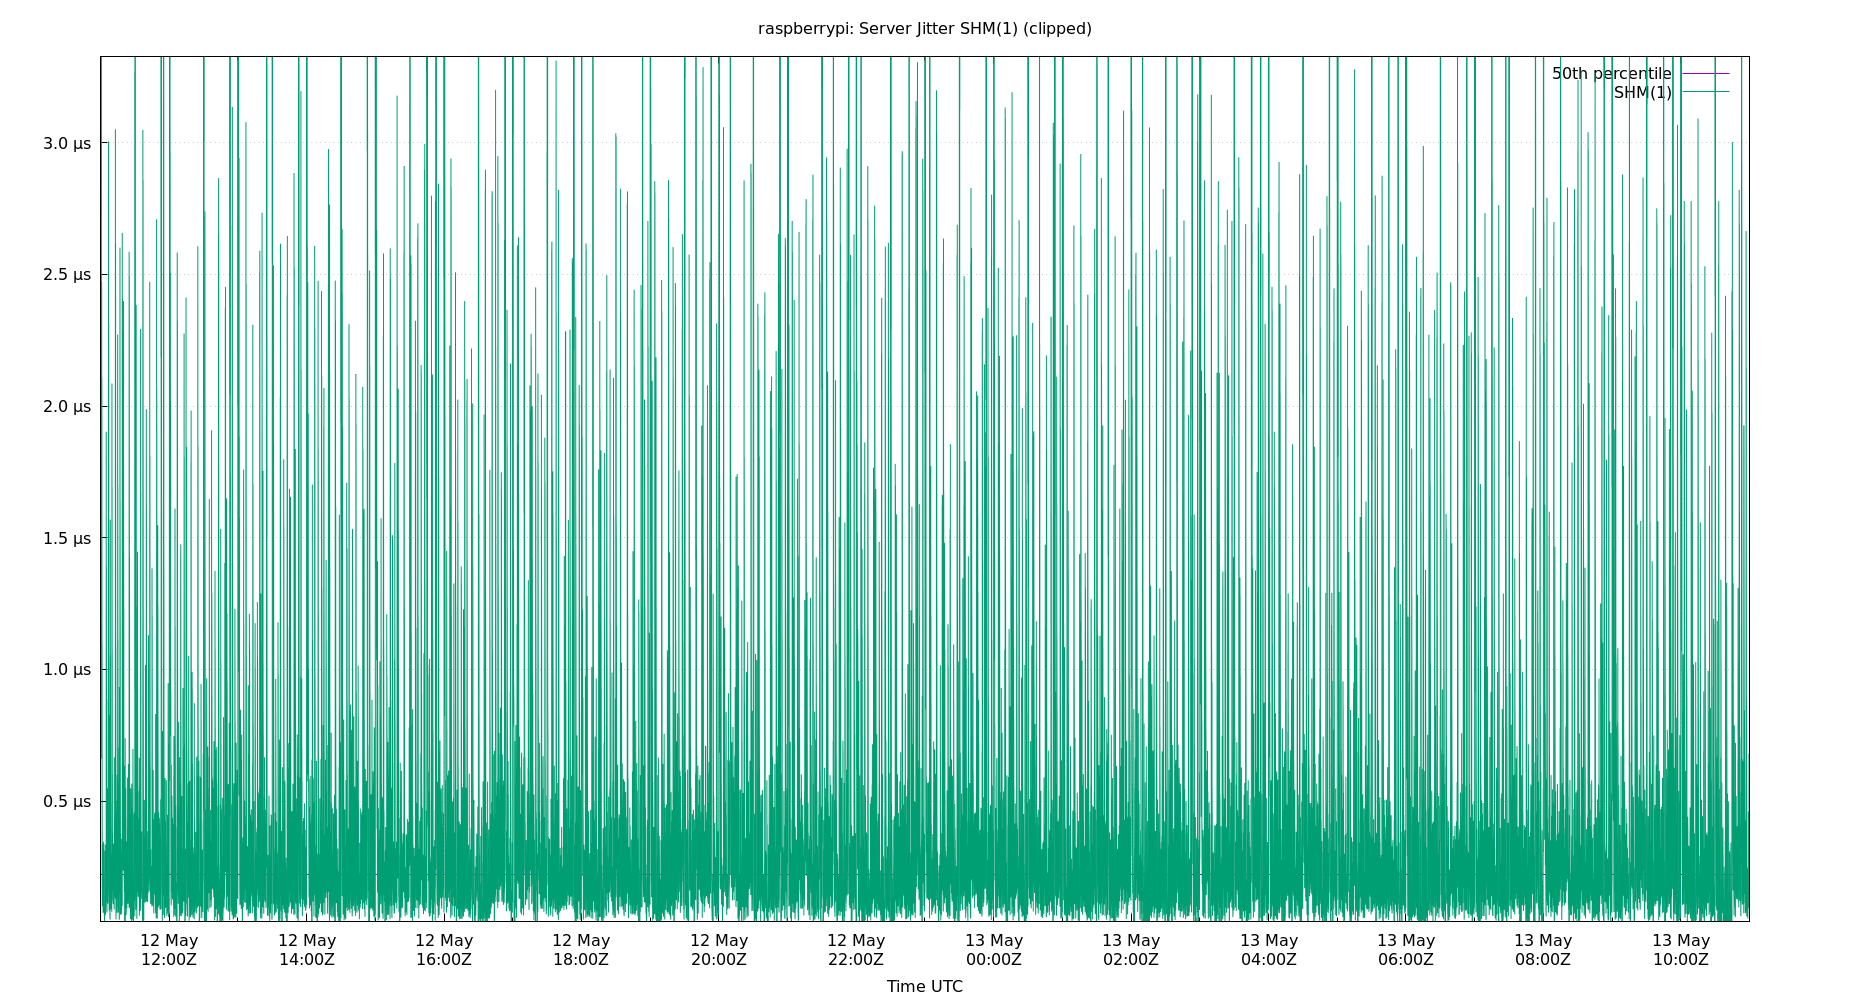 raspberrypi: Server Jitter SHM(1) (clipped)
50th percentile
SHM(1)
3.0 µs
2.5 µs
2.0 µs
1.5 µs
1.0 µs
0.5 µs
12 May 12 May 12 May 12 May 12 May 12 May 13 May 13 May 13 May 13 May 13 May 13 May
12:00Z 14:00Z 16:00Z 18:00Z 20:00Z 22:00Z 00:00Z 02:00Z 04:00Z 06:00Z 08:00Z 10:00Z
Time UTC